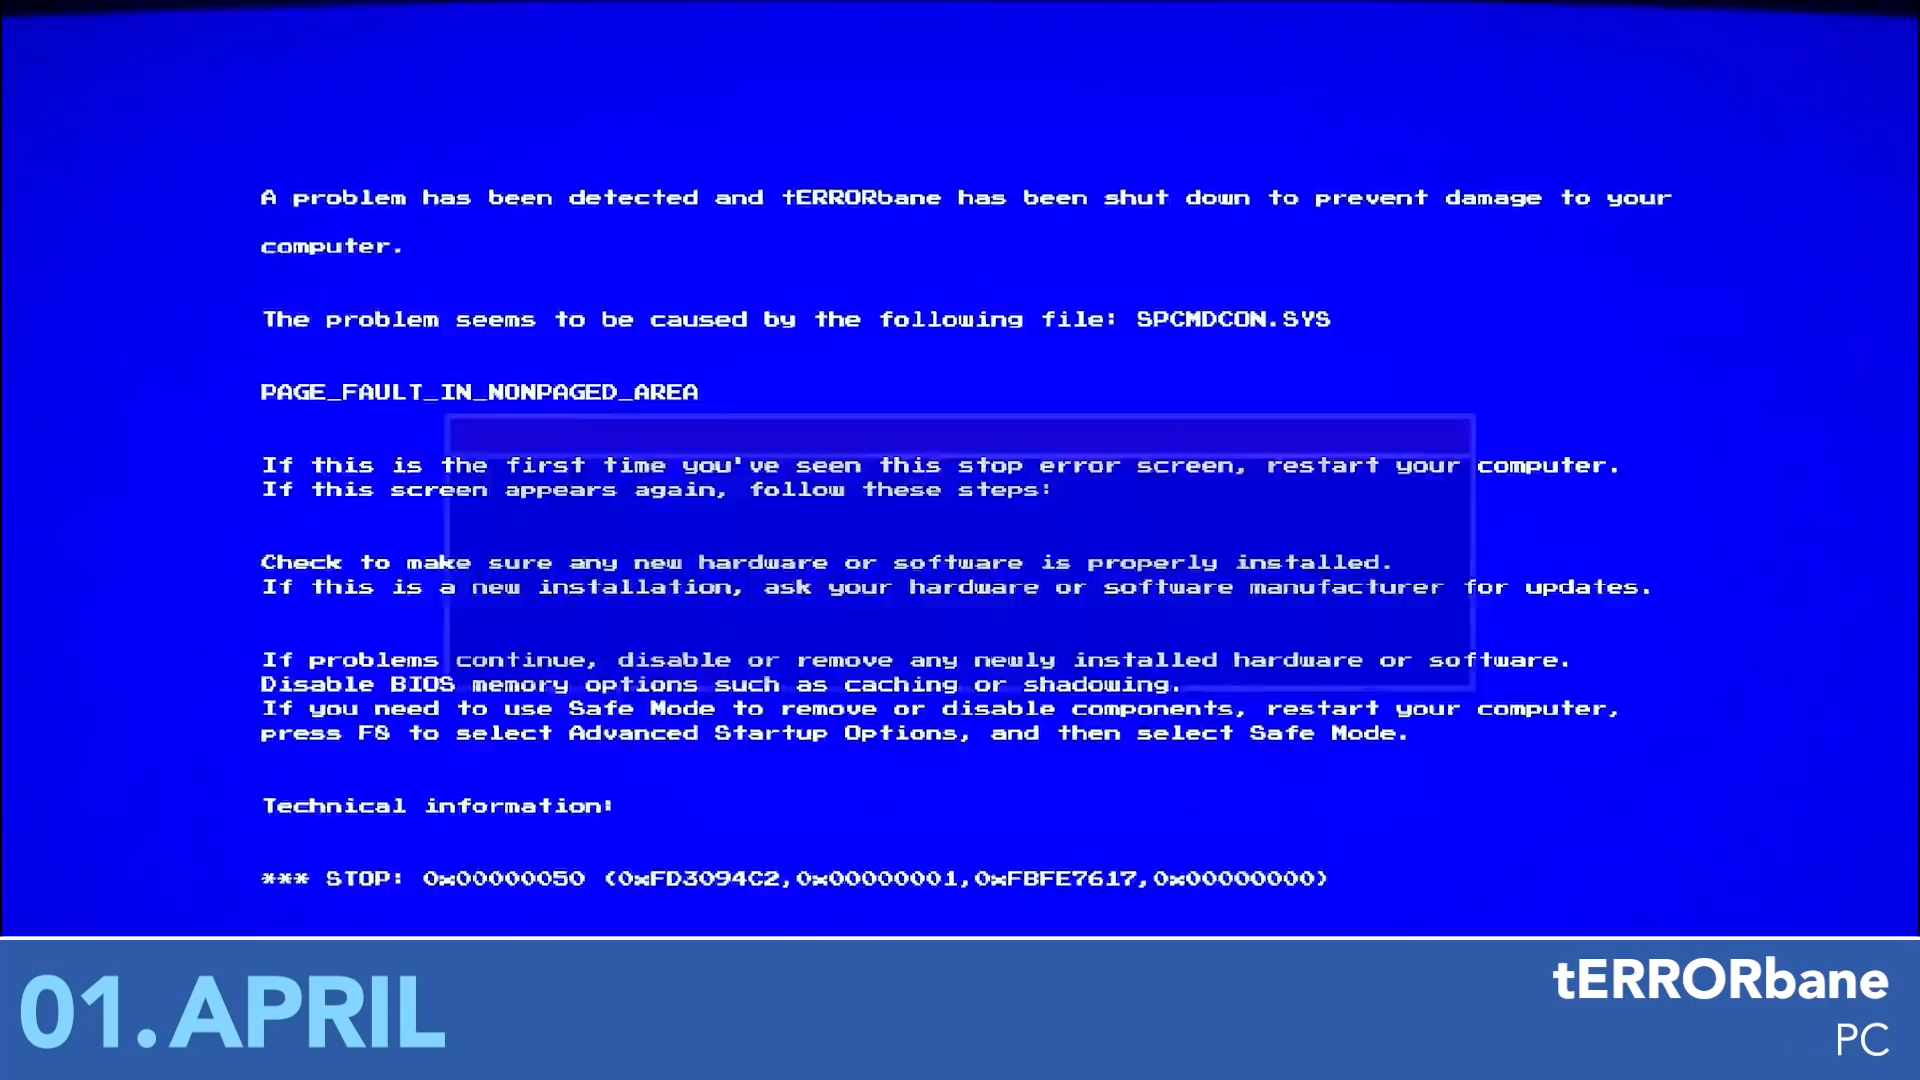 A problem has been detected and tERRORbane has been shut down to prevent damage to your
computer.
The problem seems to be caused by the following file: SPCMDCON.SYS
PAGE_FAULT_IN_NONPAGED_AREA
If this is the first time you've seen this stop error screen, restart your computer.
If this screen appears again, follow these steps:
Check to make sure any new hardware or software is properly installed.
If this is a new installation, ask your hardware or software manufacturer for updates.
If problems continue, disable or remove any newly installed hardware or software.
Disable BIOS memory options such as caching or shadowing.
If you need to use Safe Mode to remove or disable components, restart your computer,
press F8 to select Advanced Startup Options, and then select Safe Mode.
Technical information:
*** STOP: 0x00000050 (0xFD3094C2,0x00000001,0xFBFE7617,0x00000000)
01. APRIL
tERRORbane
PC